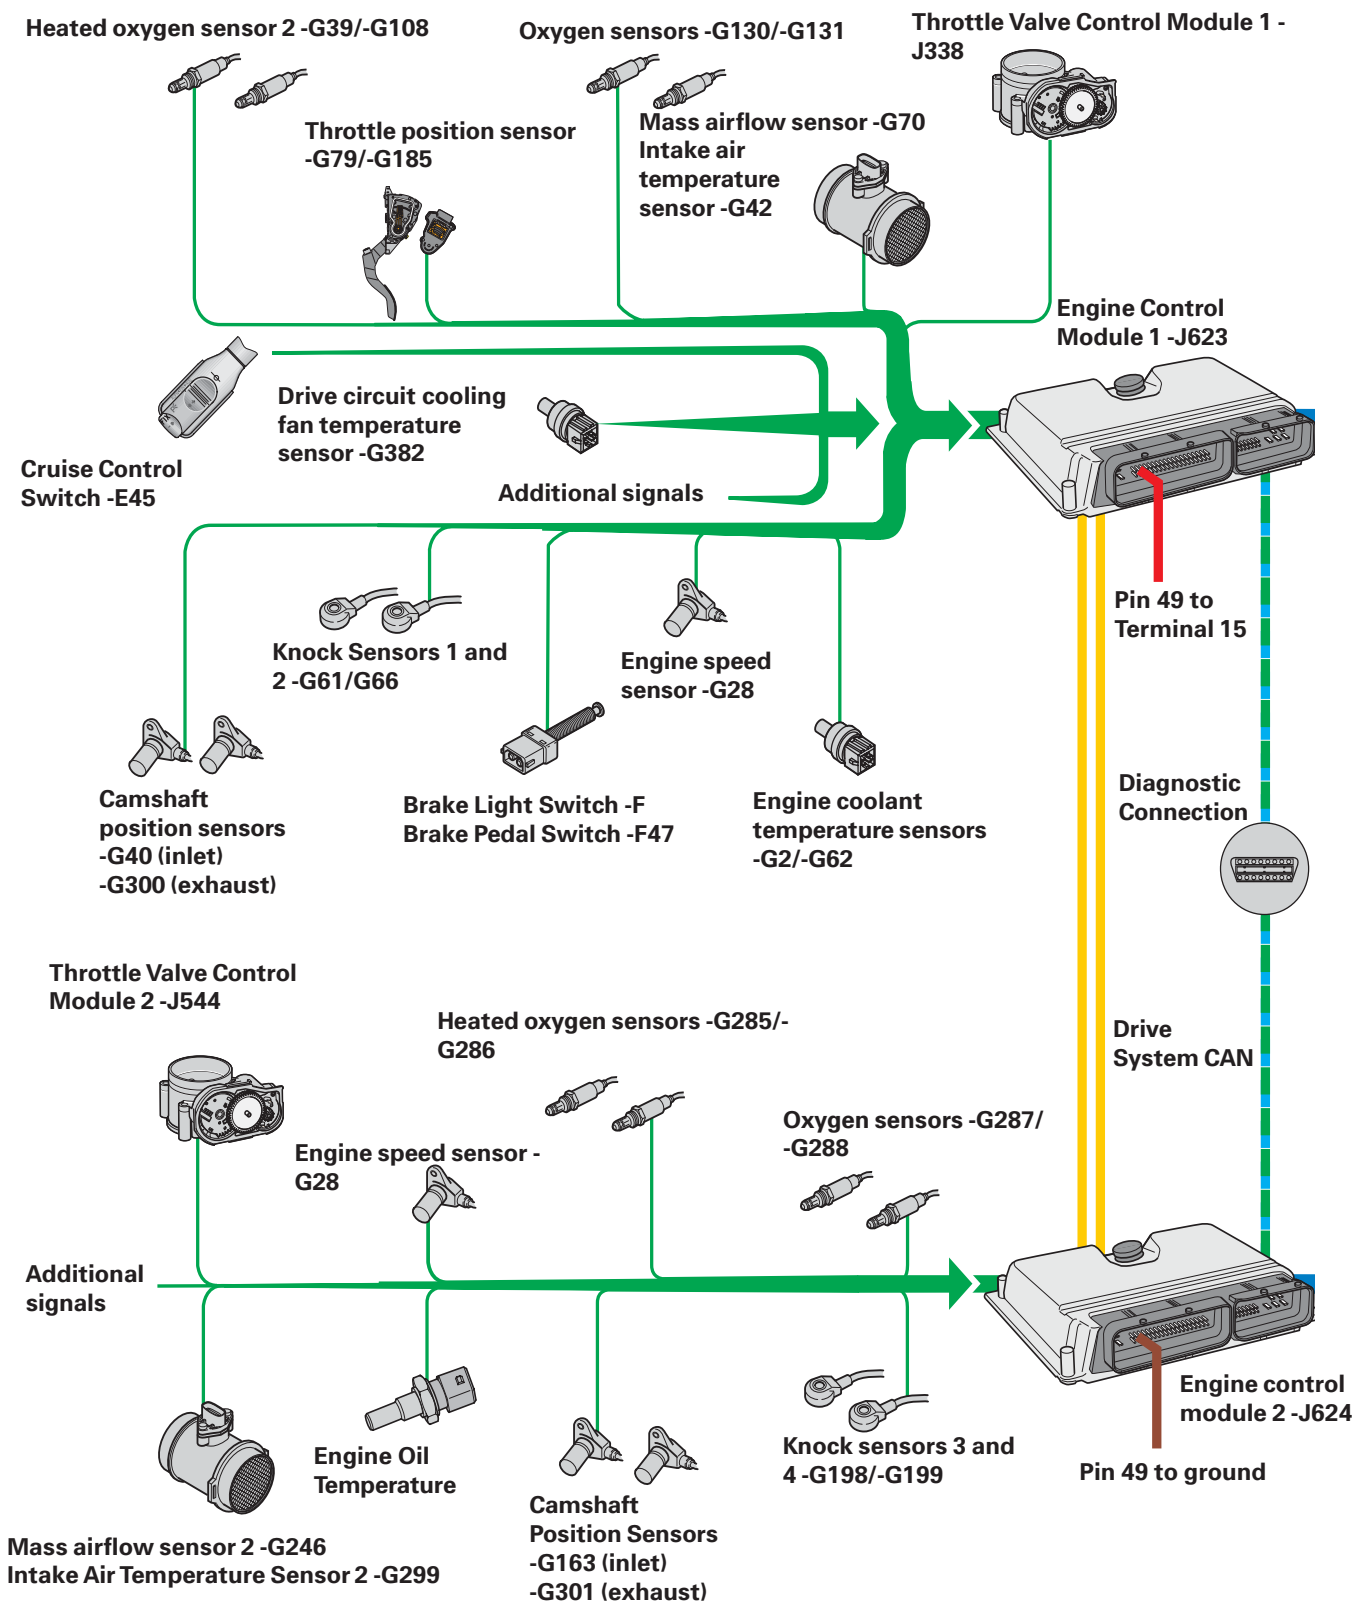 Heated oxygen sensor 2 -G39/-G108
Oxygen sensors -G130/-G131
Throttle Valve Control Module 1 -
J338
Throttle position sensor
-G79/-G185
Mass airflow sensor -G70
Intake air
temperature
sensor -G42
Engine Control
Module 1 -J623
Drive circuit cooling
fan temperature
sensor -G382
Cruise Control
Switch -E45
Additional signals
Pin 49 to
Terminal 15
Knock Sensors 1 and
2 -G61/G66
Engine speed
sensor -G28
Camshaft
position sensors
-G40 (inlet)
-G300 (exhaust)
Brake Light Switch -F
Brake Pedal Switch -F47
Engine coolant
temperature sensors
-G2/-G62
Diagnostic
Connection
Throttle Valve Control
Module 2 -J544
Heated oxygen sensors -G285/-
G286
Drive
System CAN
Engine speed sensor -
G28
Oxygen sensors -G287/
-G288
Additional
signals
Engine control
module 2 -J624
Engine Oil
Temperature
Knock sensors 3 and
4 -G198/-G199
Pin 49 to ground
Camshaft
Position Sensors
-G163 (inlet)
-G301 (exhaust)
Mass airflow sensor 2 -G246
Intake Air Temperature Sensor 2 -G299